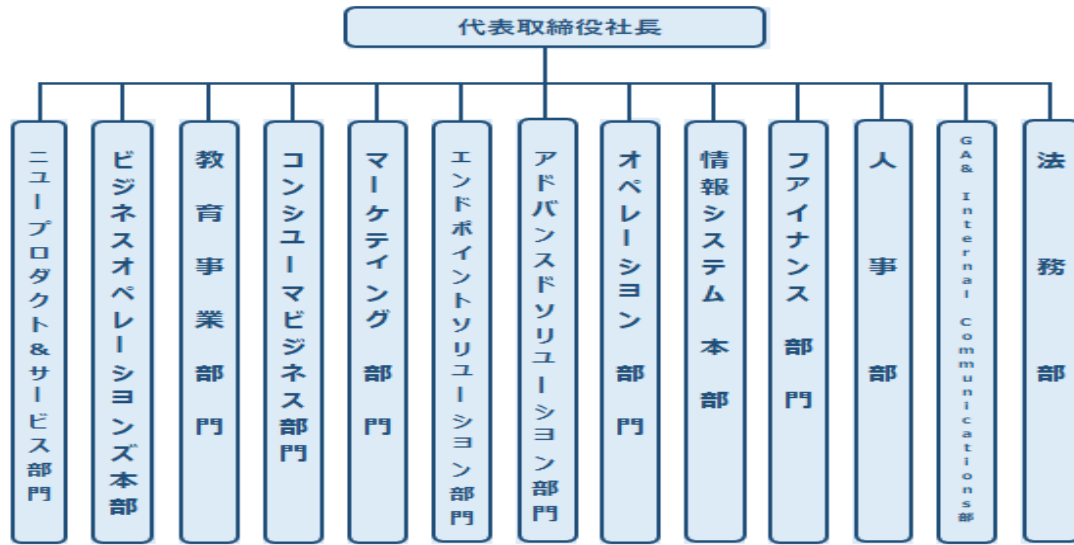 代表取締役社長
ニュープロダクト&サービス部門
ビジネスオペレーションズ本部
教育事業部門
コンシューマビジネス部門
マーケティング 部門
エンドポイントソリューション部門
アドバンスドソリューション部門
オペレーション 部門
情報システム 本部
ファイナンス 部門
人事部
GA& Internal Communications部
法務部